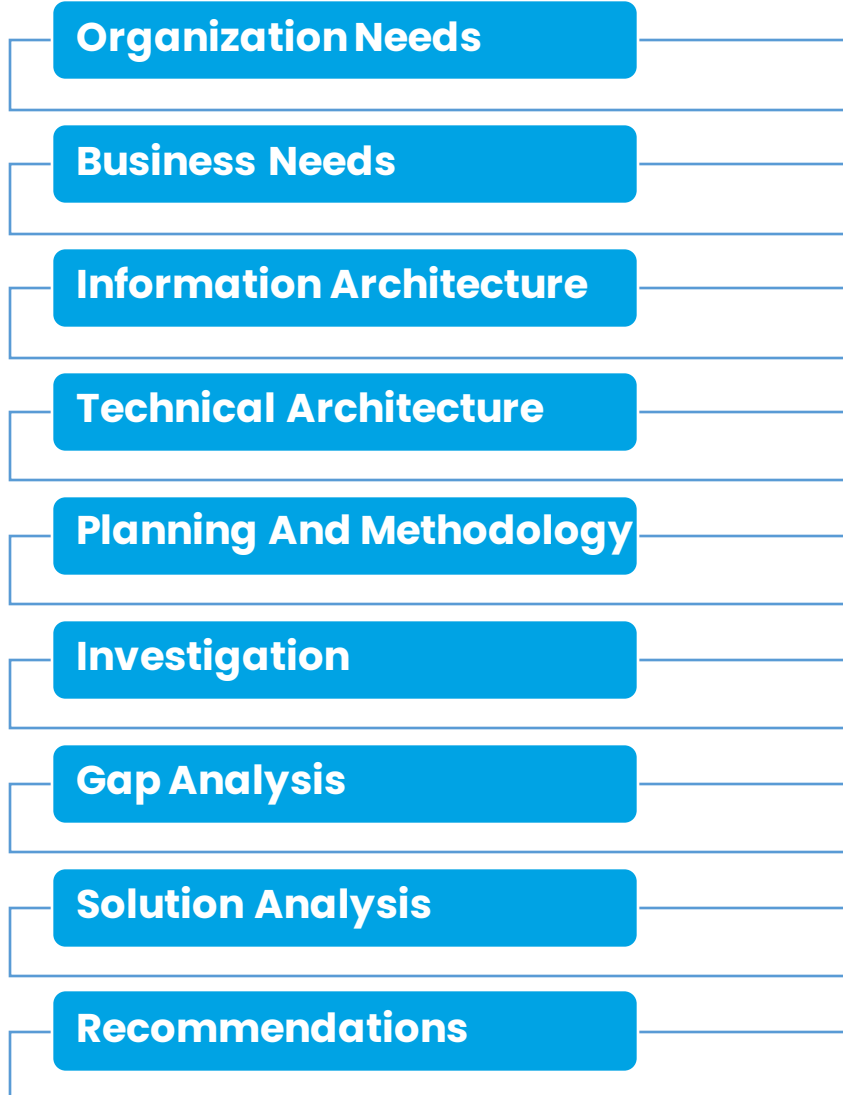 Organization Needs
Business Needs
Information Architecture
Technical Architecture
Planning And Methodology
Investigation
Gap Analysis
Solution Analysis
Recommendations